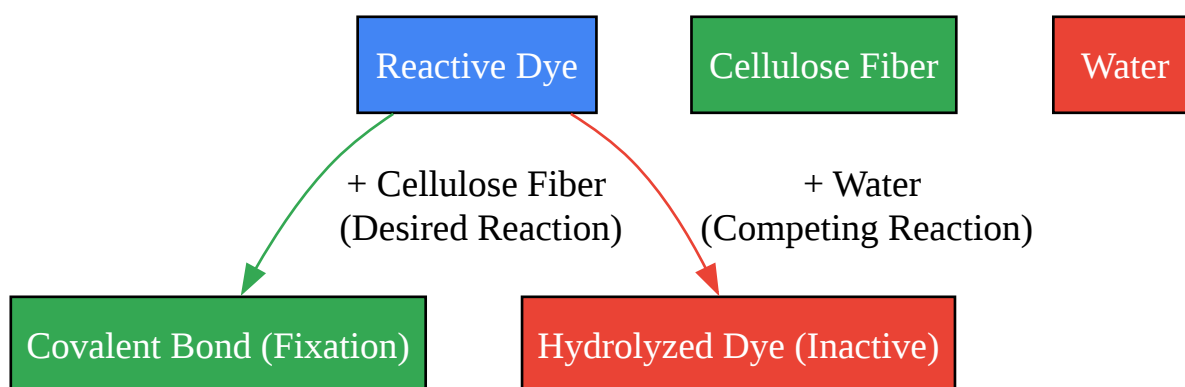 Reactive Dye
Cellulose Fiber
Water
+ Cellulose Fiber
(Desired Reaction)
+ Water
(Competing Reaction)
Covalent Bond (Fixation)
Hydrolyzed Dye (Inactive)